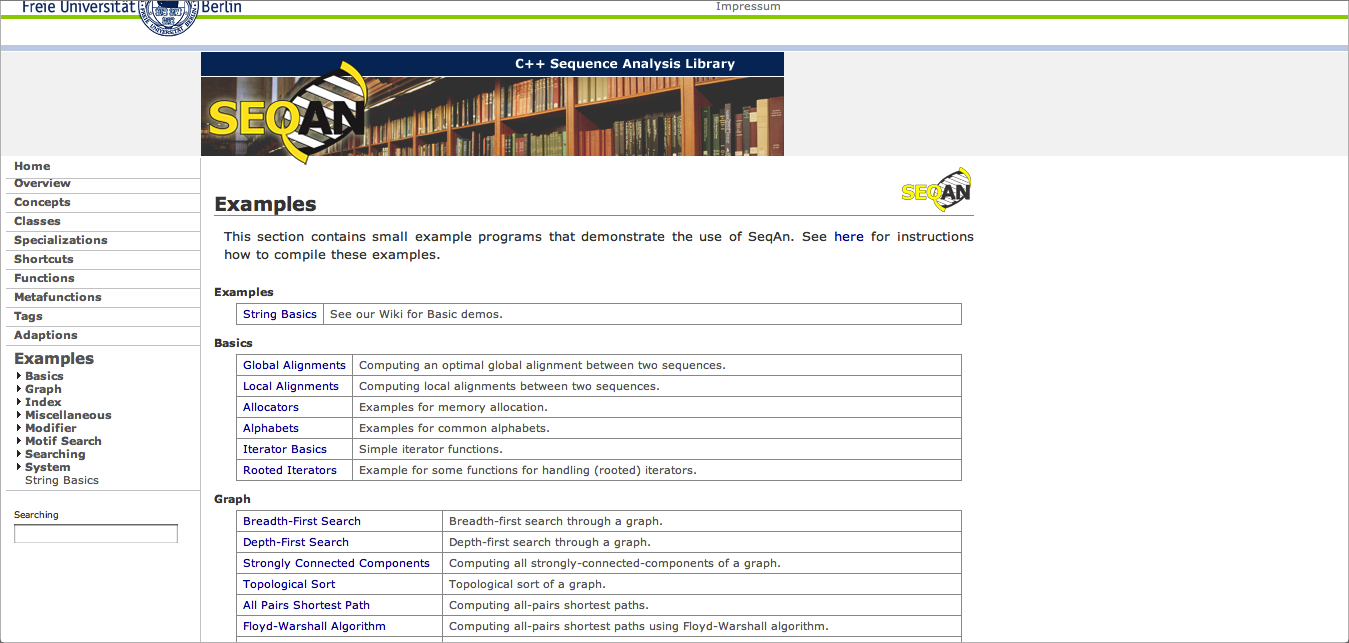 Freie Universität Berlin
Impressum
C++ Sequence Analysis Library
SEQAN
Home
Overview
Concepts
Classes
Specializations
Shortcuts
Functions
Metafunctions
Tags
Adaptions
Examples
Basics
Graph
Index
Miscellaneous
Modifier
Motif Search
Searching
System
String Basics
Searching
SEQAN
Examples
This section contains small example programs that demonstrate the use of SeqAn. See here for instructions
how to compile these examples.
Examples
String Basics See our Wiki for Basic demos.
Basics
Global Alignments Computing an optimal global alignment between two sequences.
Local Alignments Computing local alignments between two sequences.
Allocators Examples for memory allocation.
Alphabets Examples for common alphabets.
Iterator Basics Simple iterator functions.
Rooted Iterators Example for some functions for handling (rooted) iterators.
Graph
Breadth-First Search Breadth-first search through a graph.
Depth-First Search Depth-first search through a graph.
Strongly Connected Components Computing all strongly-connected-components of a graph.
Topological Sort Topological sort of a graph.
All Pairs Shortest Path Computing all-pairs shortest paths.
Floyd-Warshall Algorithm Computing all-pairs shortest paths using Floyd-Warshall algorithm.